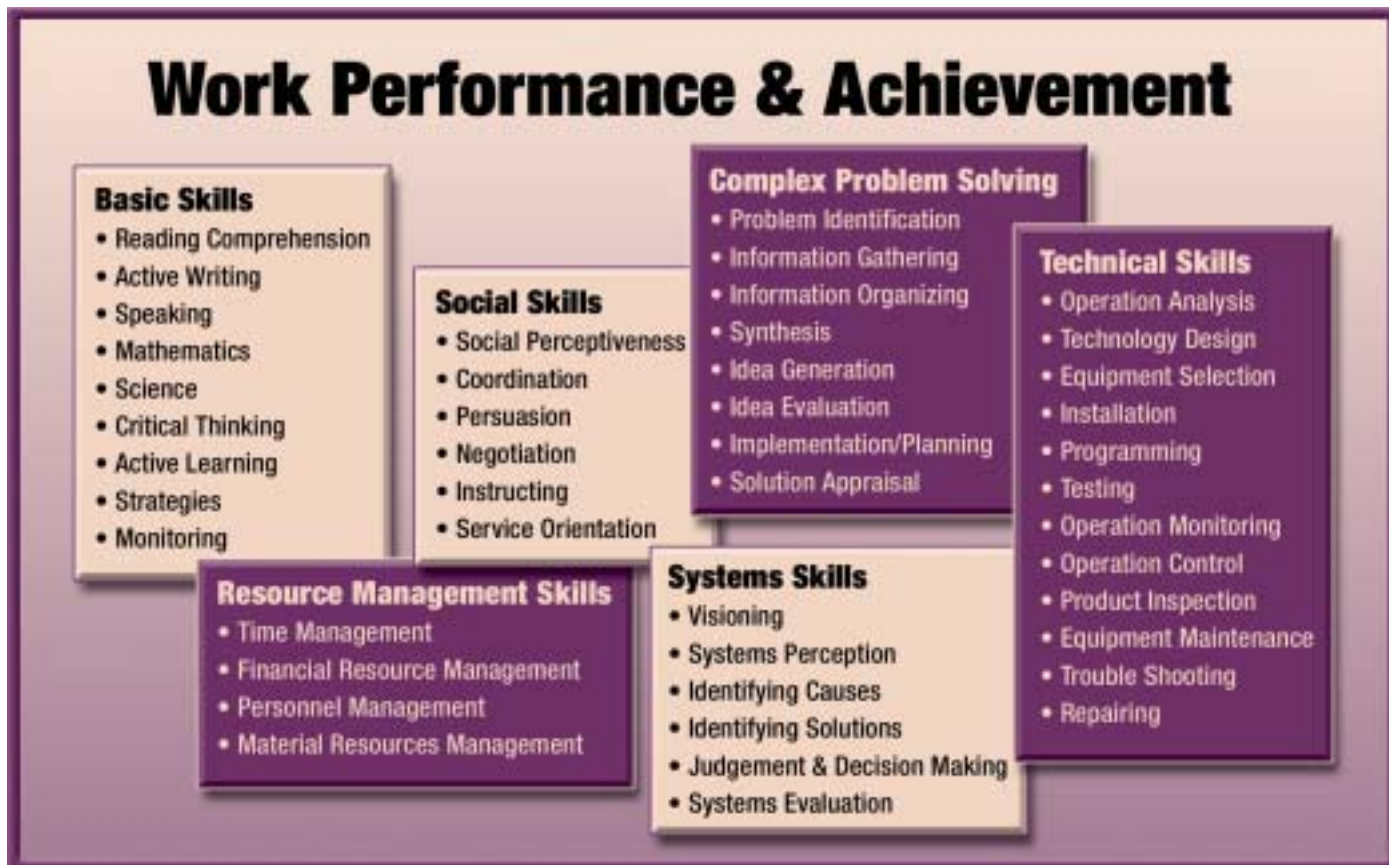 Work Performance & Achievement
Basic Skills
• Reading Comprehension
• Active Writing
• Speaking
• Mathematics
• Science
• Critical Thinking
• Active Learning
• Strategies
• Monitoring
Social Skills
• Social Perceptiveness
• Coordination
• Persuasion
• Negotiation
• Instructing
• Service Orientation
Complex Problem Solving
• Problem Identification
• Information Gathering
• Information Organizing
• Synthesis
• Idea Generation
• Idea Evaluation
• Implementation/Planning
• Solution Appraisal
Technical Skills
• Operation Analysis
• Technology Design
• Equipment Selection
• Installation
• Programming
• Testing
• Operation Monitoring
• Operation Control
• Product Inspection
• Equipment Maintenance
• Trouble Shooting
• Repairing
Resource Management Skills
• Time Management
• Financial Resource Management
• Personnel Management
• Material Resources Management
Systems Skills
• Visioning
• Systems Perception
• Identifying Causes
• Identifying Solutions
• Judgement & Decision Making
• Systems Evaluation